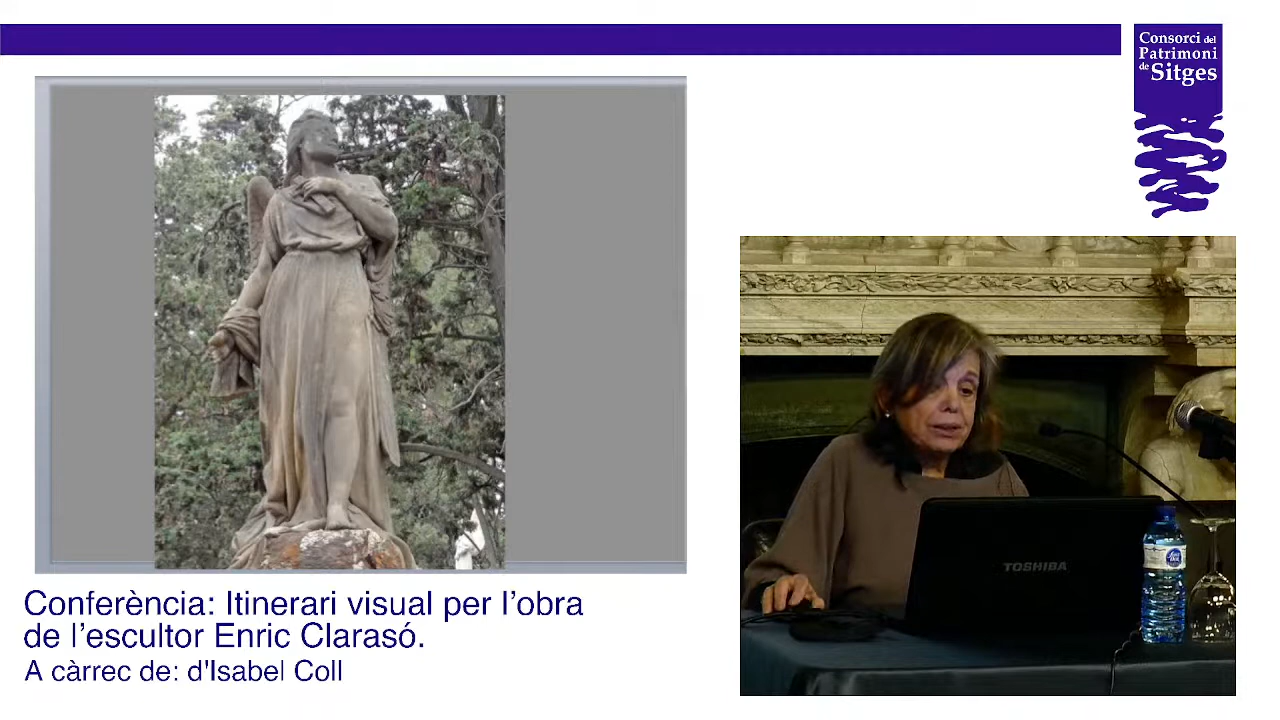 Consorci del
Patrimoni
de Sitges
TOSHIBA
Conferència: Itinerari visual per l'obra
de l'escultor Enric Clarasó.
A càrrec de: d'Isabel Coll